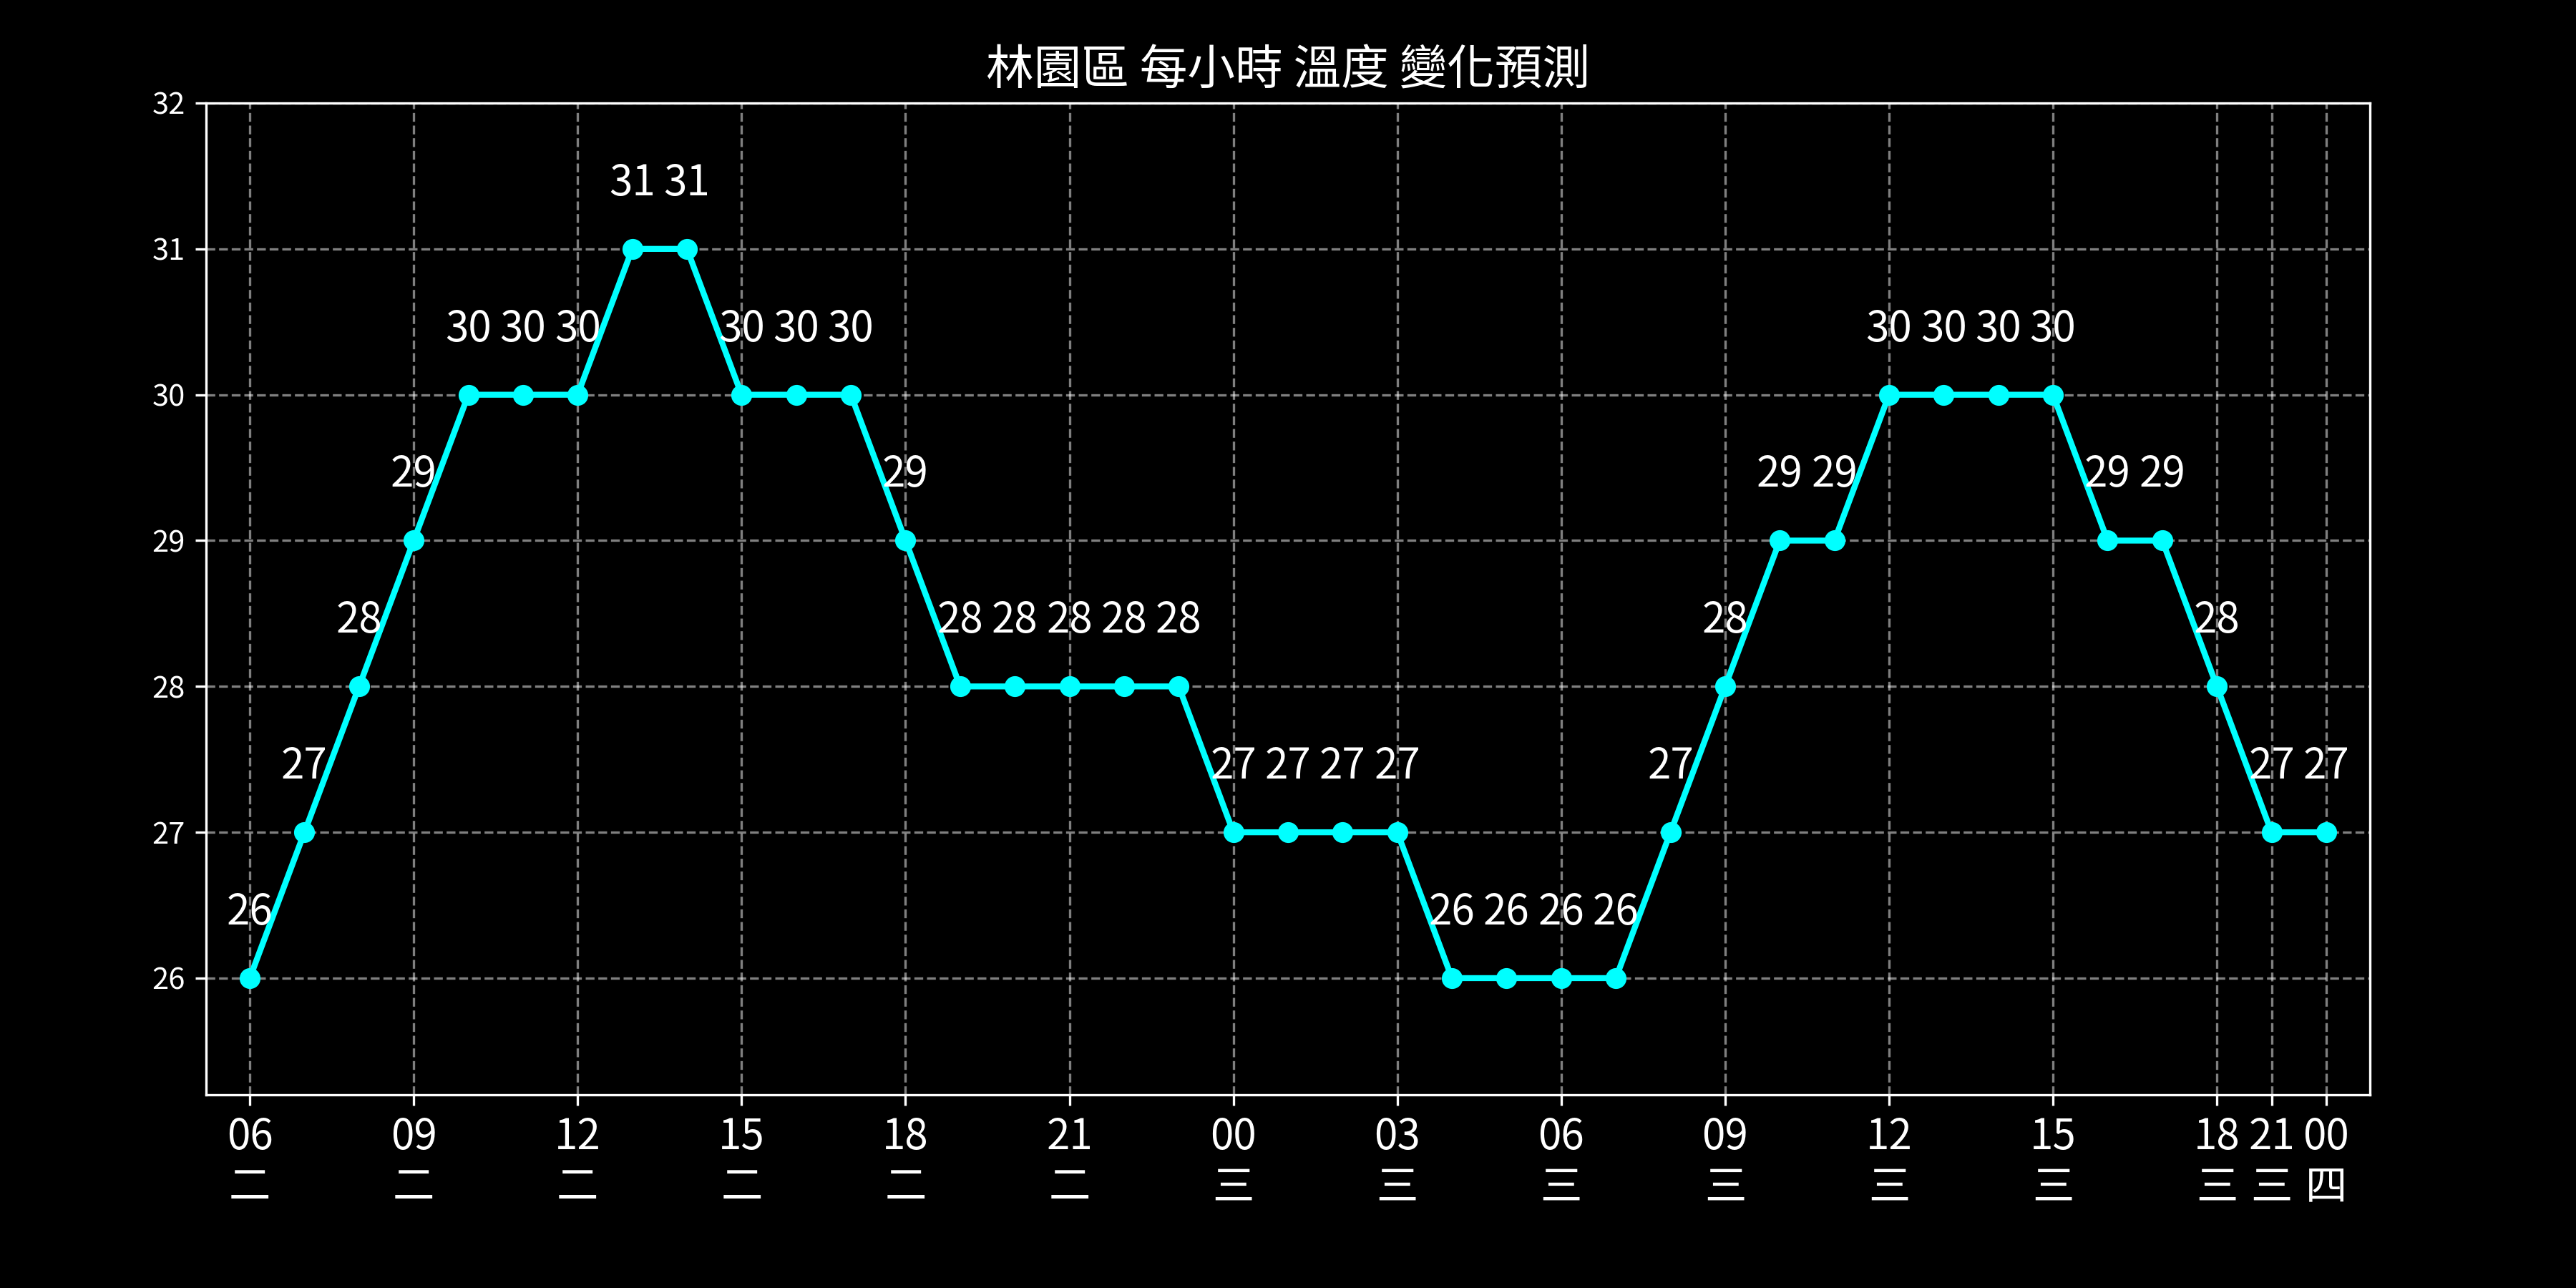 林園區 每小時 溫度 變化預測
32
31 31
31
30 30 30 30 30 30 30 30 30 30
30
29 29 29 29 29 29
29
28 28 28 28 28 28 28 28
28
27 27 27 27 27 27 27 27
27
26 26 26 26 26
26
06 09 12 15 18 21 00 03 06 09 12 15 18 21 00
二 二 二 二 二 二 三 三 三 三 三 三 三 三 四